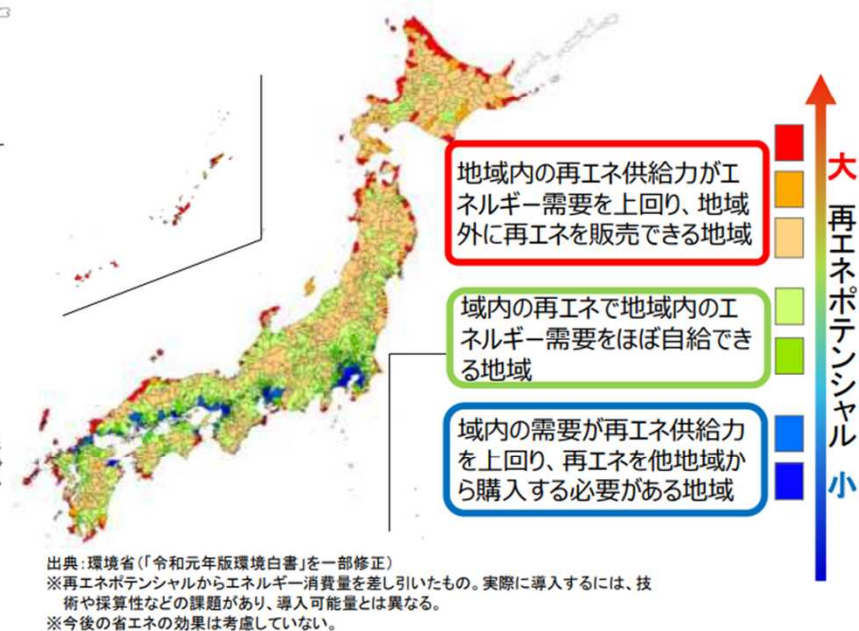 地域内の再エネ供給力がエ
ネルギー需要を上回り、地域
外に再エネを販売できる地域
域内の再エネで地域内のエ
ネルギー需要をほぼ自給でき
る地域
域内の需要が再エネ供給力
を上回り、再エネを他地域か
ら購入する必要がある地域
大
再エネポテンシャル
小
出典：環境省（「令和元年版環境白書」を一部修正）
※再エネポテンシャルからエネルギー消費量を差し引いたもの。実際に導入するには、技
術や採算性などの課題があり、導入可能量とは異なる。
※今後の省エネの効果は考慮していない。